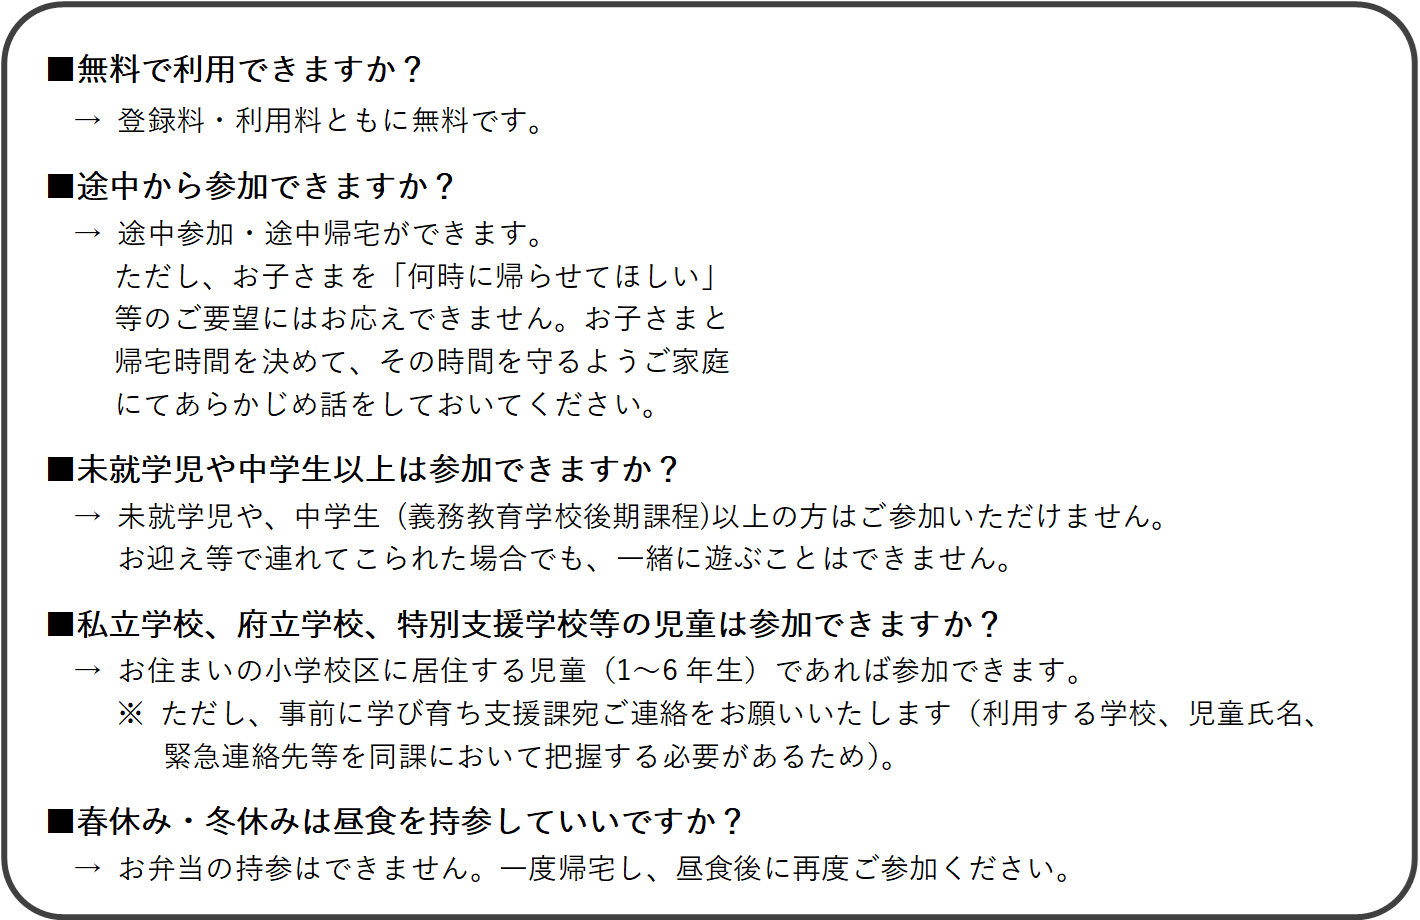 ■無料で利用できますか？
→ 登録料・利用料ともに無料です。
■途中から参加できますか？
→ 途中参加・途中帰宅ができます。
ただし、お子さまを「何時に帰らせてほしい」
等のご要望にはお応えできません。お子さまと
帰宅時間を決めて、その時間を守るようご家庭
にてあらかじめ話をしておいてください。
■未就学児や中学生以上は参加できますか？
→ 未就学児や、中学生 (義務教育学校後期課程)以上の方はご参加いただけません。
お迎え等で連れてこられた場合でも、一緒に遊ぶことはできません。
■私立学校、府立学校、特別支援学校等の児童は参加できますか？
→ お住まいの小学校区に居住する児童（1～6 年生）であれば参加できます。
※ ただし、事前に学び育ち支援課宛ご連絡をお願いいたします（利用する学校、児童氏名、
緊急連絡先等を同課において把握する必要があるため）。
■春休み・冬休みは昼食を持参していいですか？
→ お弁当の持参はできません。一度帰宅し、昼食後に再度ご参加ください。